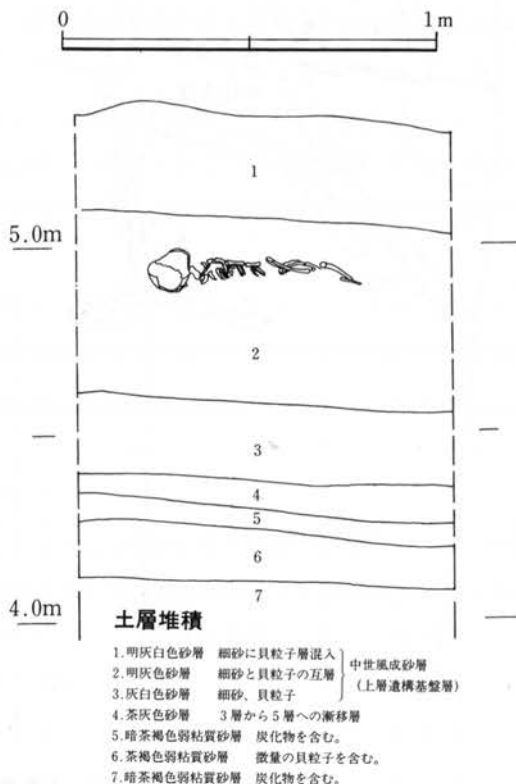 0 1m
1
5.0m
2
3
4
5
6
7
4.0m
土層堆積
1.明灰白色砂層 細砂に貝粒子層混入
2.明灰色砂層 細砂と貝粒子の互層
3.灰白色砂層 細砂、貝粒子
中世風成砂層
(上層遺構基盤層)
4.茶灰色砂層 3層から5層への漸移層
5.暗茶褐色弱粘質砂層 炭化物を含む。
6.茶褐色弱粘質砂層 微量の貝粒子を含む。
7.暗茶褐色弱粘質砂層 炭化物を含む。